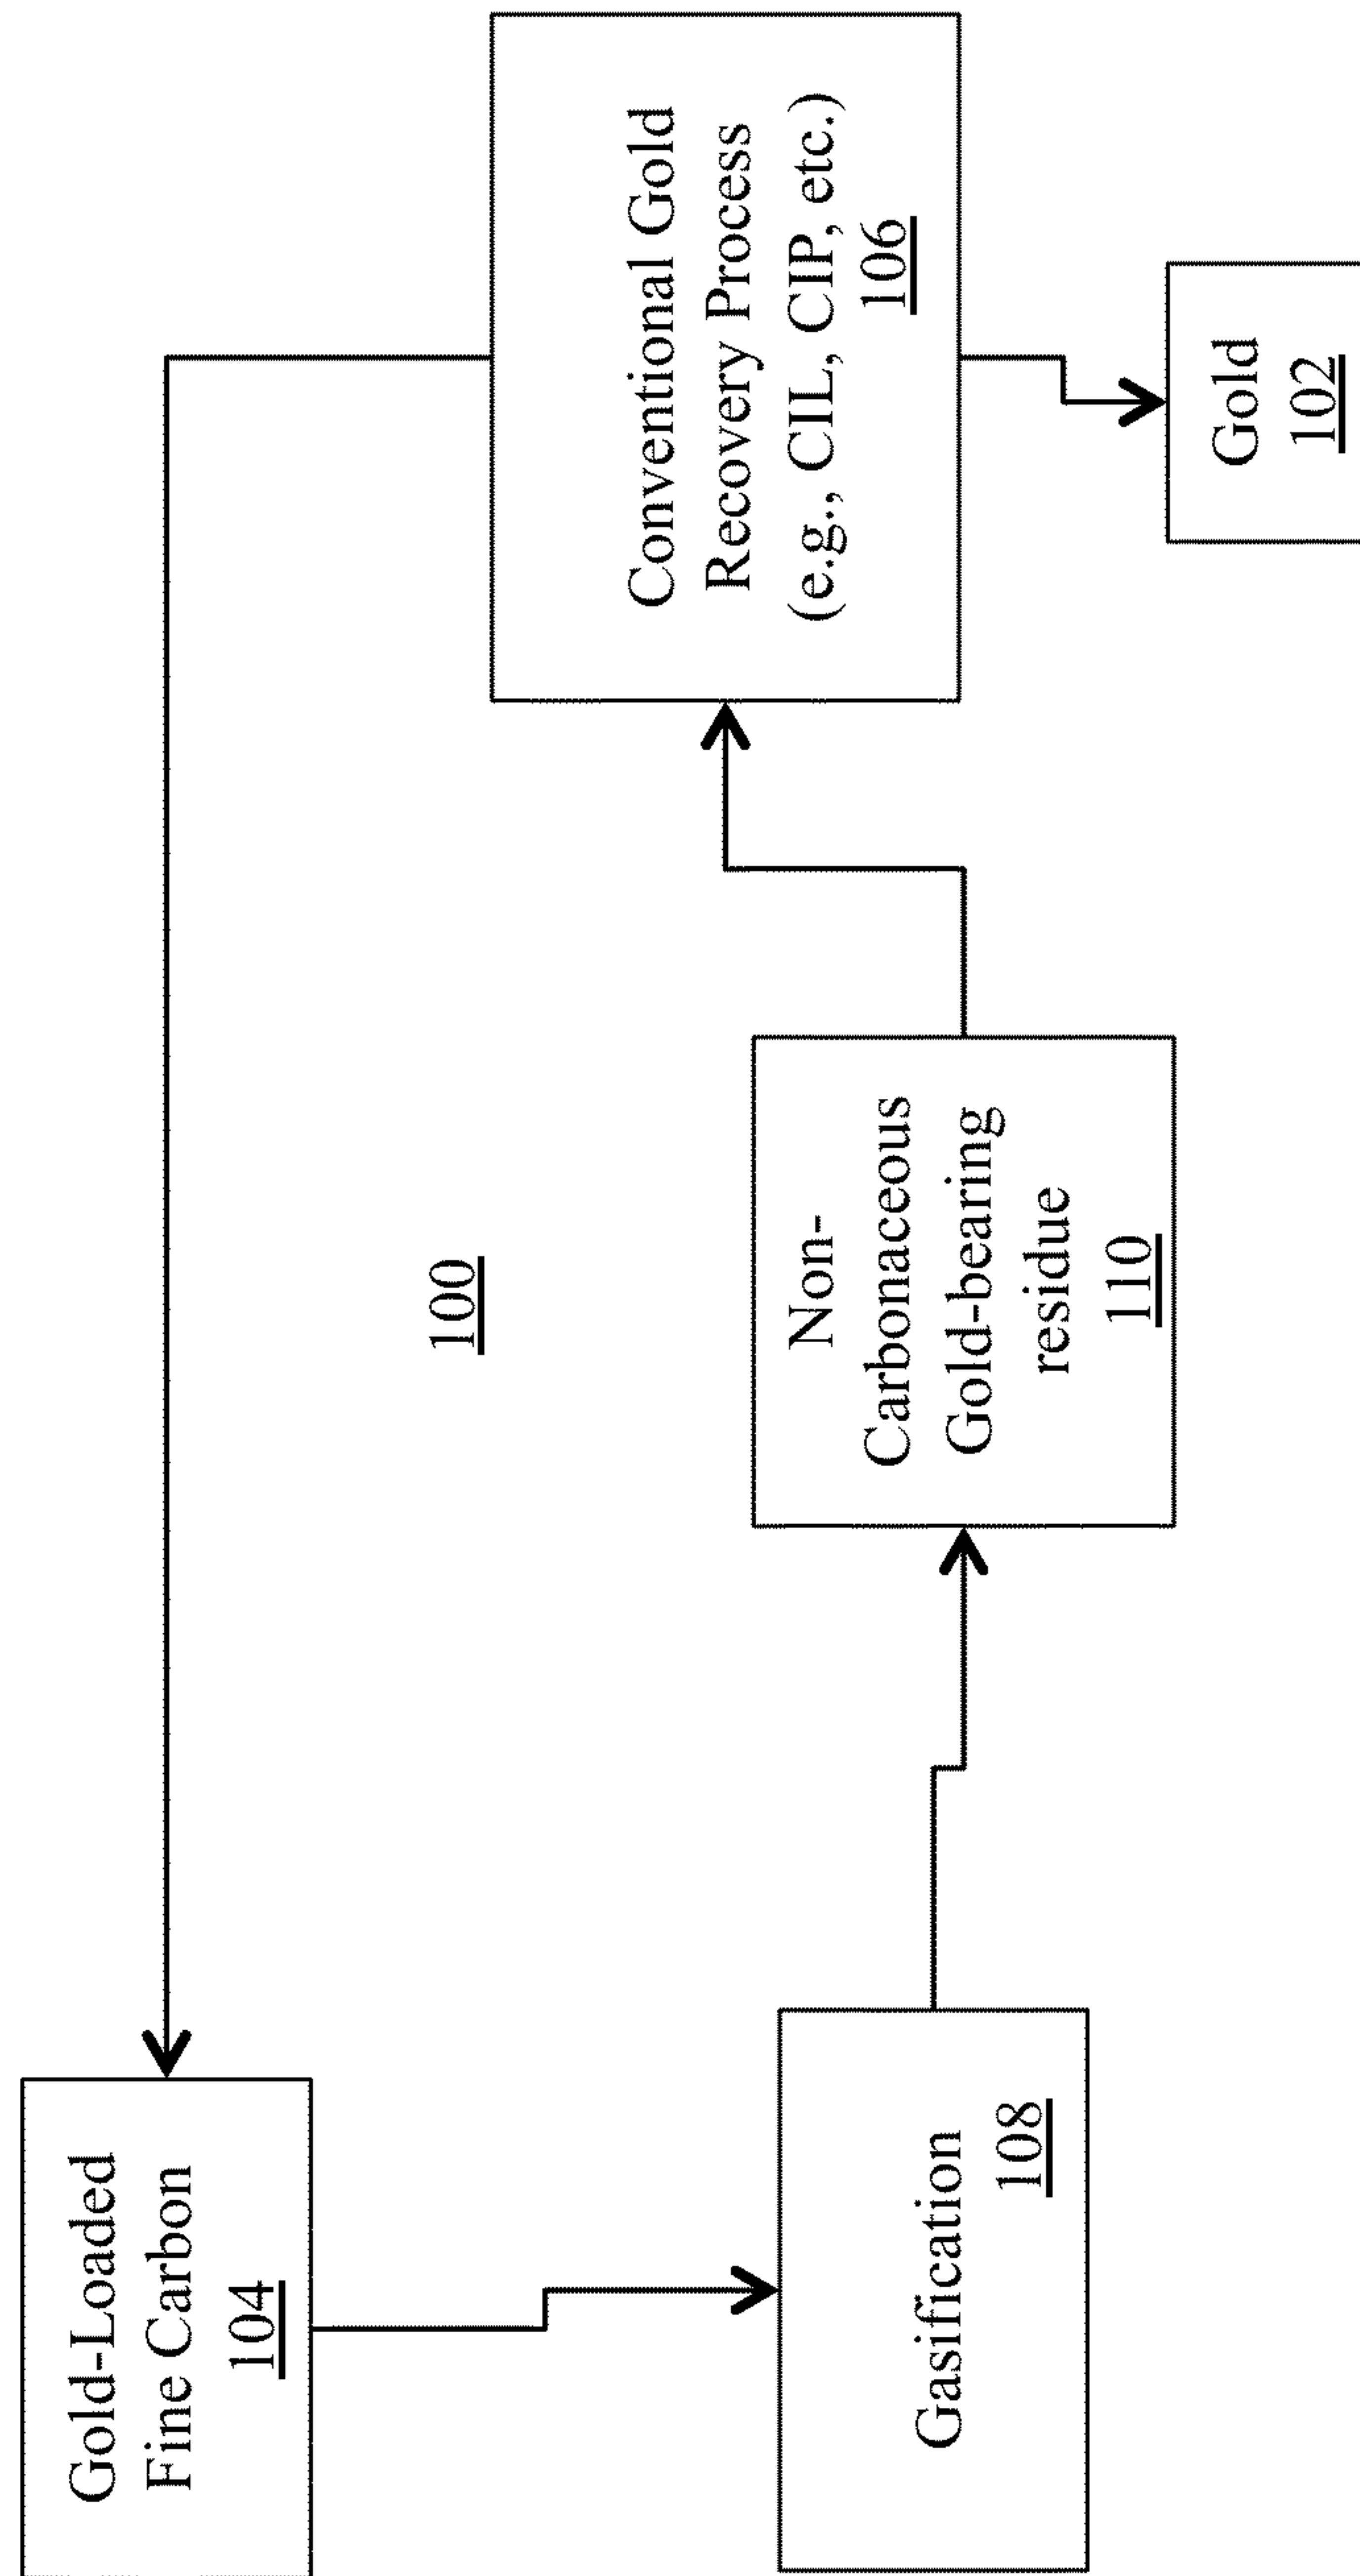 Gold-Loaded
Fine Carbon
104
Conventional Gold
Recovery Process
(e.g., CIL, CIP, etc.)
106
100
Non-
Carbonaceous
Gold-bearing
residue
110
Gasification
108
Gold
102